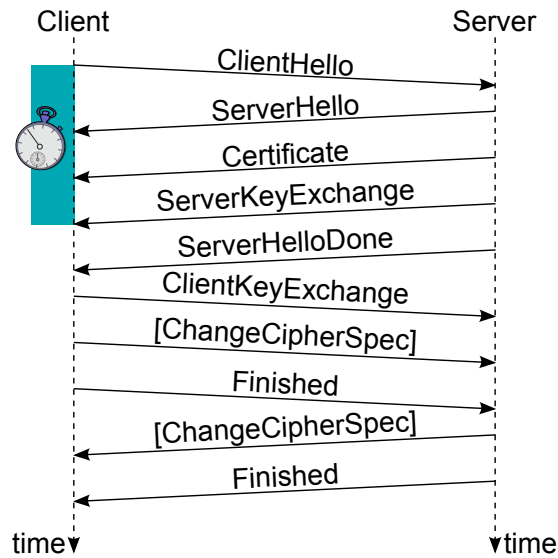 Client Server
ClientHello
ServerHello
Certificate
ServerKeyExchange
ServerHelloDone
ClientKeyExchange
[ChangeCipherSpec]
Finished
[ChangeCipherSpec]
Finished
time time